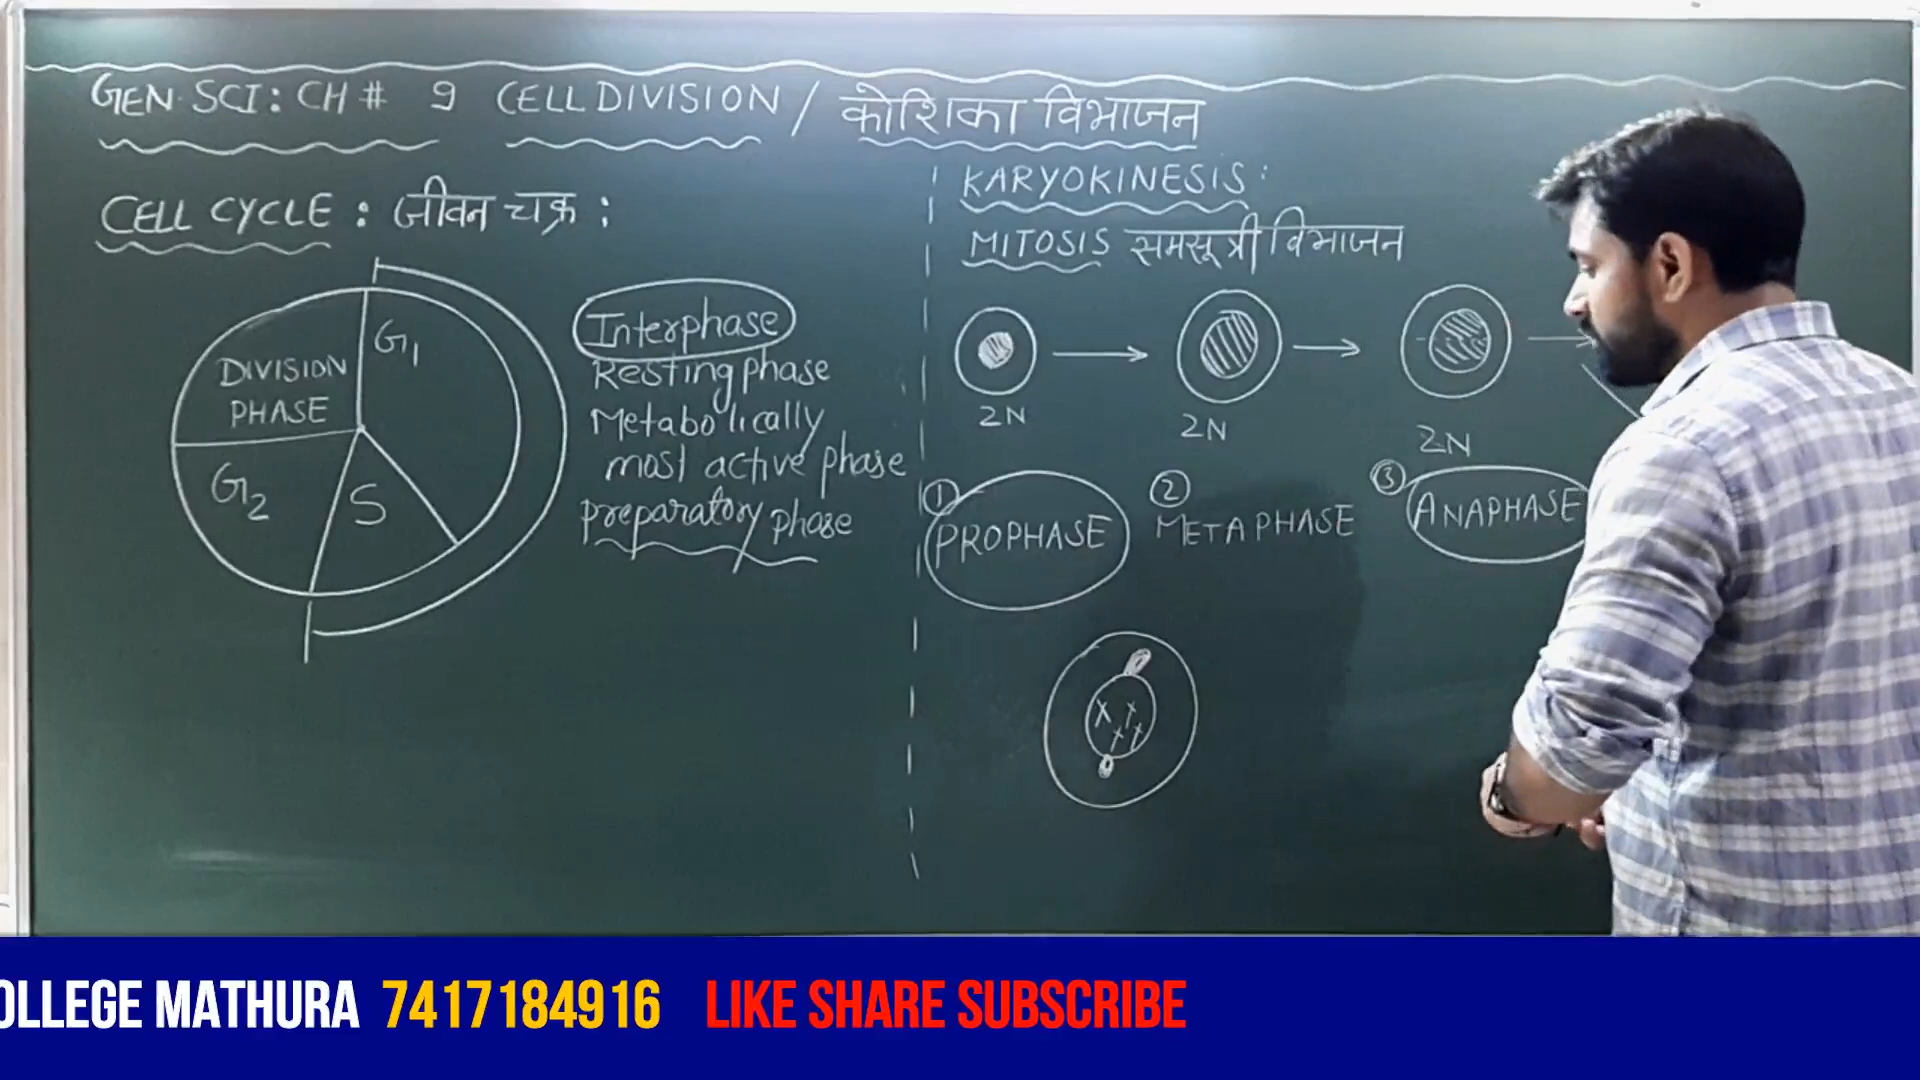 GEN. SCI: CH # 9 CELL DIVISION / कोशिका विभाजन
CELL CYCLE : जीवन चक्र :
DIVISION
PHASE
G1
G2
S
Interphase
Resting phase
Metabolically
most active phase
preparatory phase
KARYOKINESIS:
MITOSIS समसूत्री विभाजन
2N
2N
2N
1
PROPHASE
2
METAPHASE
3
ANAPHASE
OLLEGE MATHURA 7417184916 LIKE SHARE SUBSCRIBE